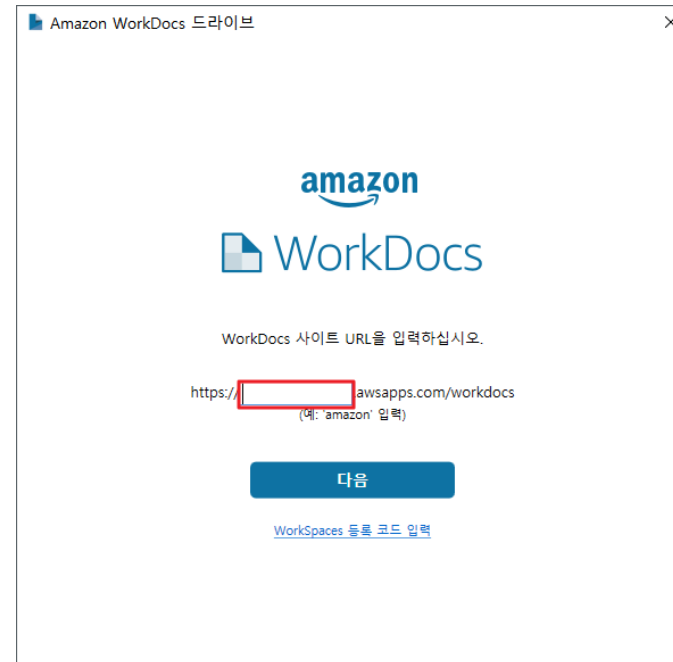 Amazon WorkDocs 드라이브
amazon
WorkDocs
WorkDocs 사이트 URL을 입력하십시오.
https:// awsapps.com/workdocs
(예: 'amazon' 입력)
다음
WorkSpaces 등록 코드 입력